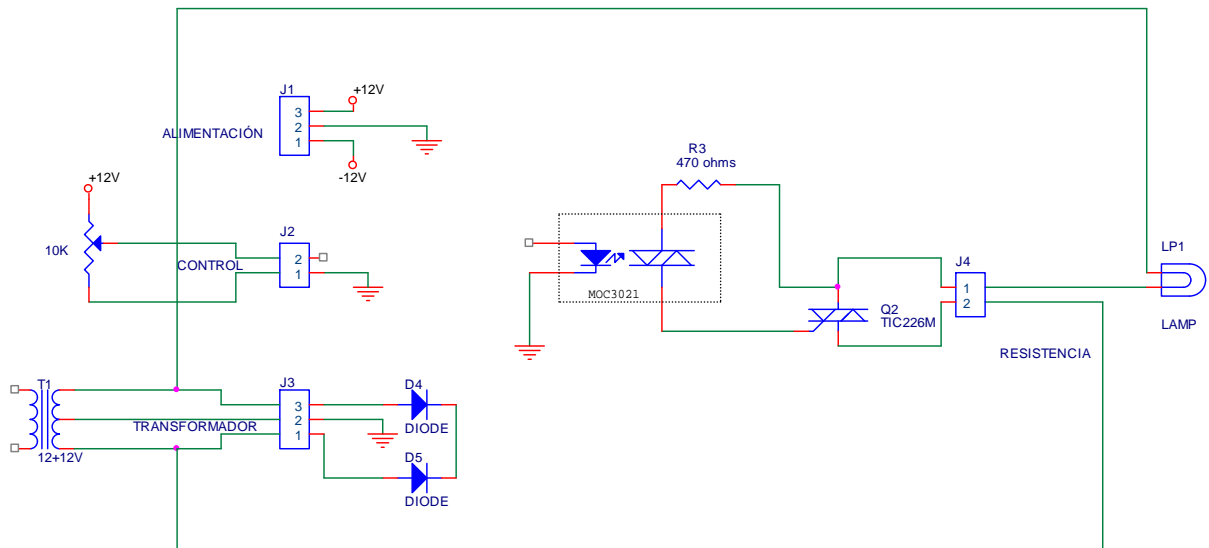 J1
+12V
3
2
1
ALIMENTACIÓN
-12V
R3
470 ohms
+12V
10K
J2
2
1
CONTROL
MOC3021
LP1
LAMP
J4
1
2
Q2
TIC226M
RESISTENCIA
T1
12+12V
TRANSFORMADOR
J3
3
2
1
D4
DIODE
D5
DIODE